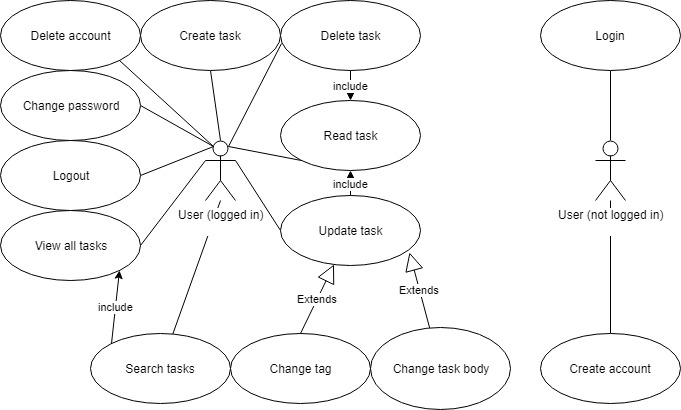 Delete account
Create task
Delete task
Login
include
Change password
Read task
Logout
include
User (logged in)
User (not logged in)
Update task
View all tasks
Extends
Extends
include
Search tasks
Change tag
Change task body
Create account